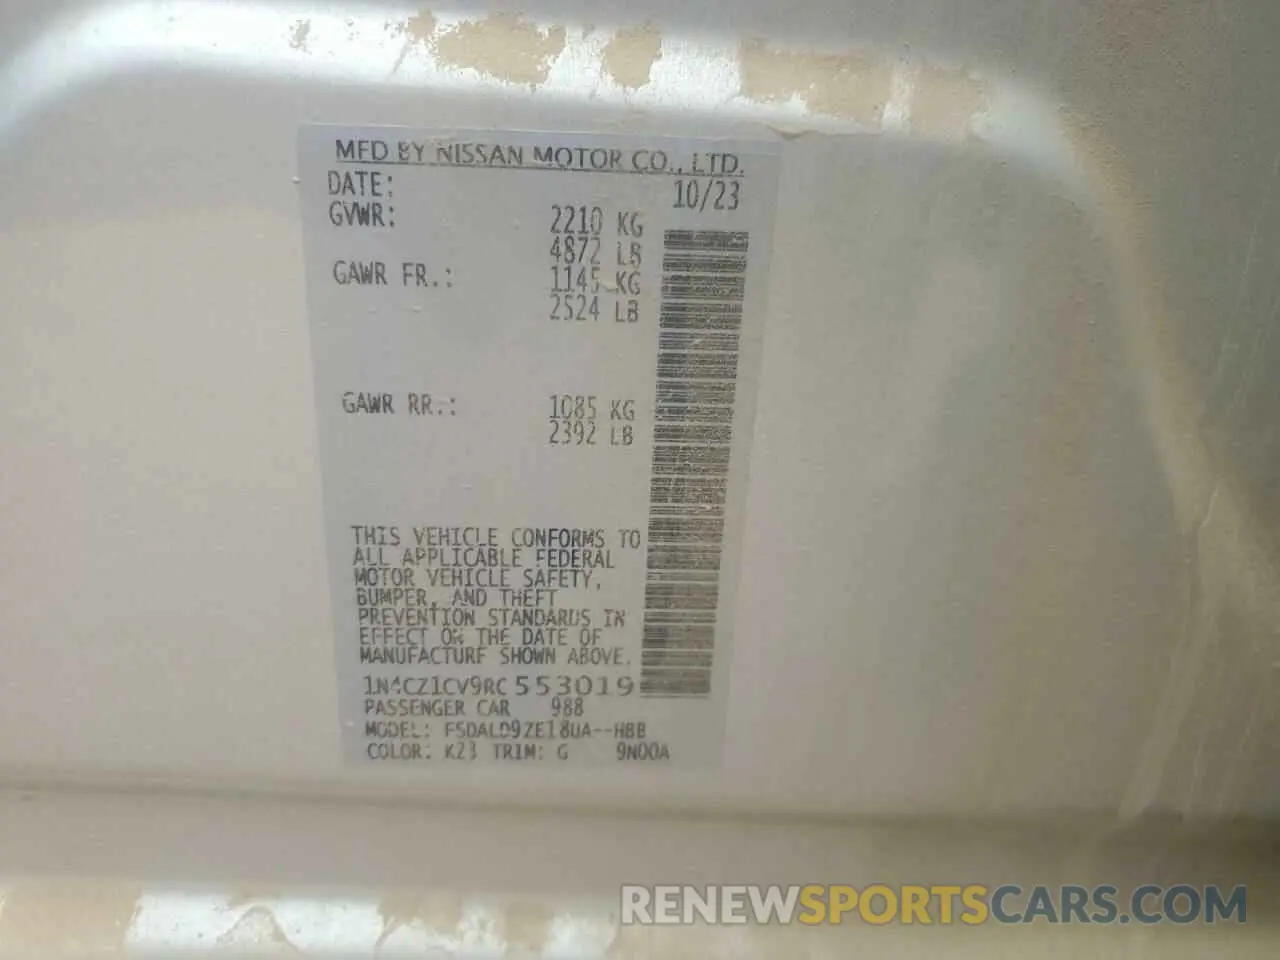 MFD BY NISSAN MOTOR CO., LTD.
DATE: 10/23
GVWR: 2210 KG
4872 LB
GAWR FR.: 1145 KG
2524 LB
GAWR RR.: 1085 KG
2392 LB
THIS VEHICLE CONFORMS TO
ALL APPLICABLE FEDERAL
MOTOR VEHICLE SAFETY,
BUMPER, AND THEFT
PREVENTION STANDARDS IN
EFFECT ON THE DATE OF
MANUFACTURE SHOWN ABOVE.
1N4CZ1CV9RC553019
PASSENGER CAR 988
MODEL: FSDALD9ZE18UA--HBB
COLOR: K23 TRIM: G 9N00A
RENEWSPORTSCARS.COM